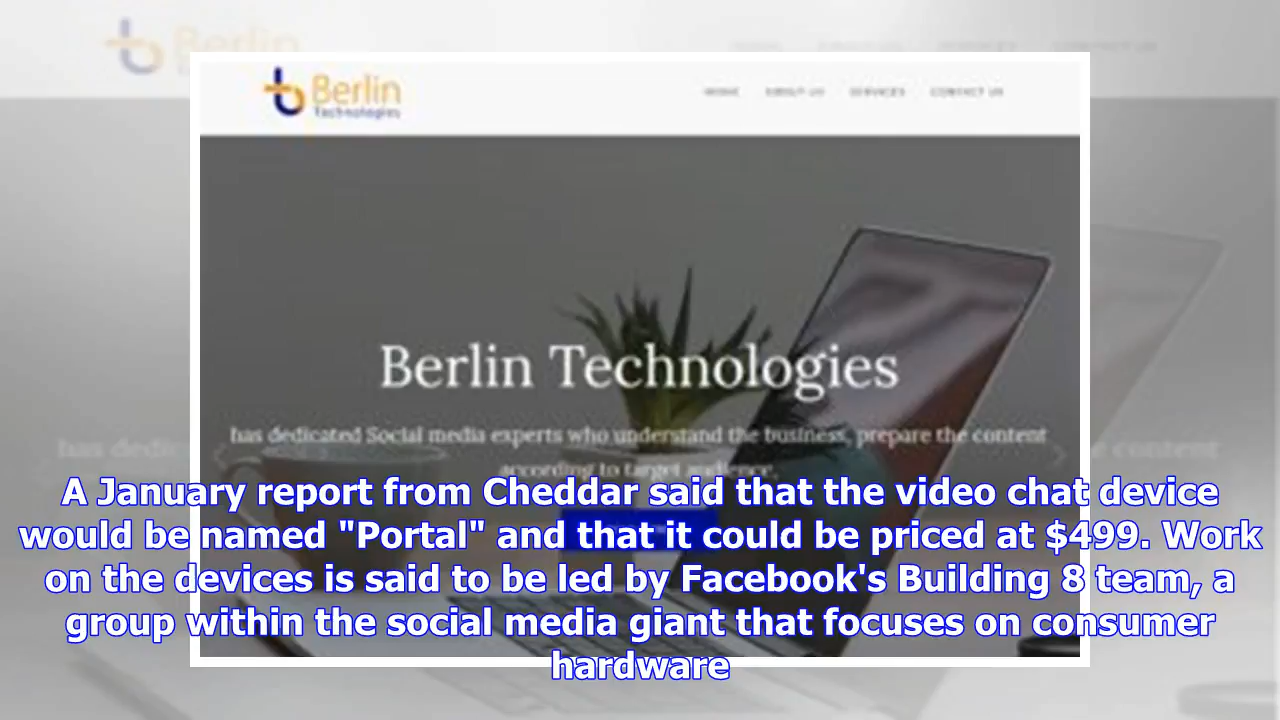 Berlin
Technologies
HOME ABOUT US SERVICES CONTACT US
Berlin Technologies
has dedicated Social media experts who understand the business, prepare the content
according to target audience.
A January report from Cheddar said that the video chat device
would be named "Portal" and that it could be priced at $499. Work
on the devices is said to be led by Facebook's Building 8 team, a
group within the social media giant that focuses on consumer
hardware